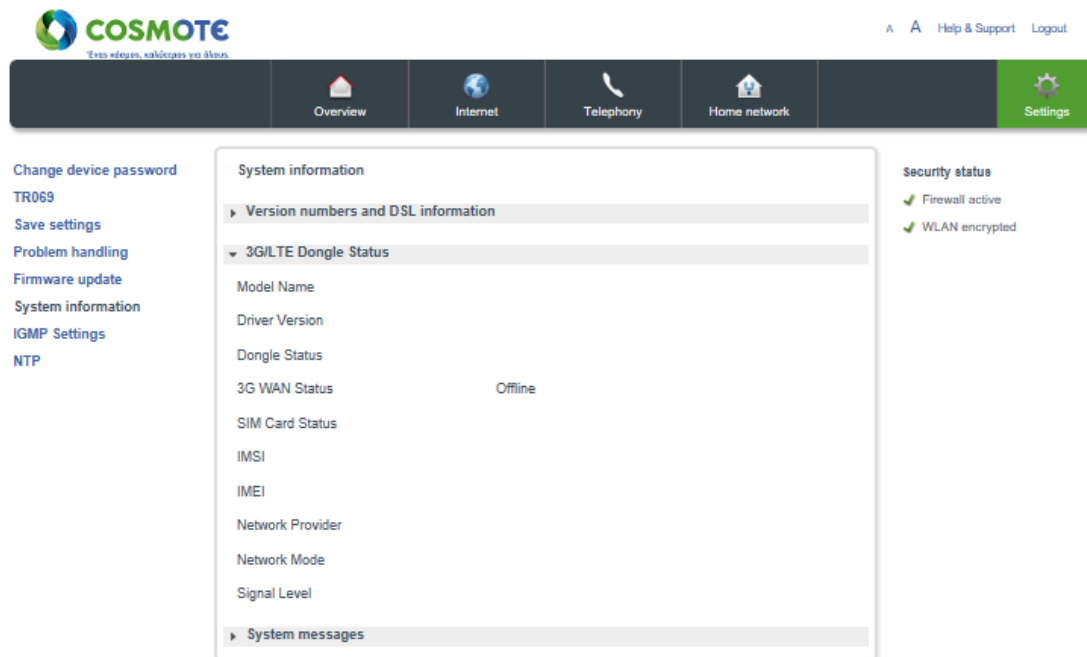 COSMOTE
Ένας κόσμος, καλύτερος για όλους.
A A Help & Support Logout
Overview
Internet
Telephony
Home network
Settings
Change device password
TR069
Save settings
Problem handling
Firmware update
System information
IGMP Settings
NTP
System information
Version numbers and DSL information
3G/LTE Dongle Status
Model Name
Driver Version
Dongle Status
3G WAN Status Offline
SIM Card Status
IMSI
IMEI
Network Provider
Network Mode
Signal Level
System messages
Security status
Firewall active
WLAN encrypted